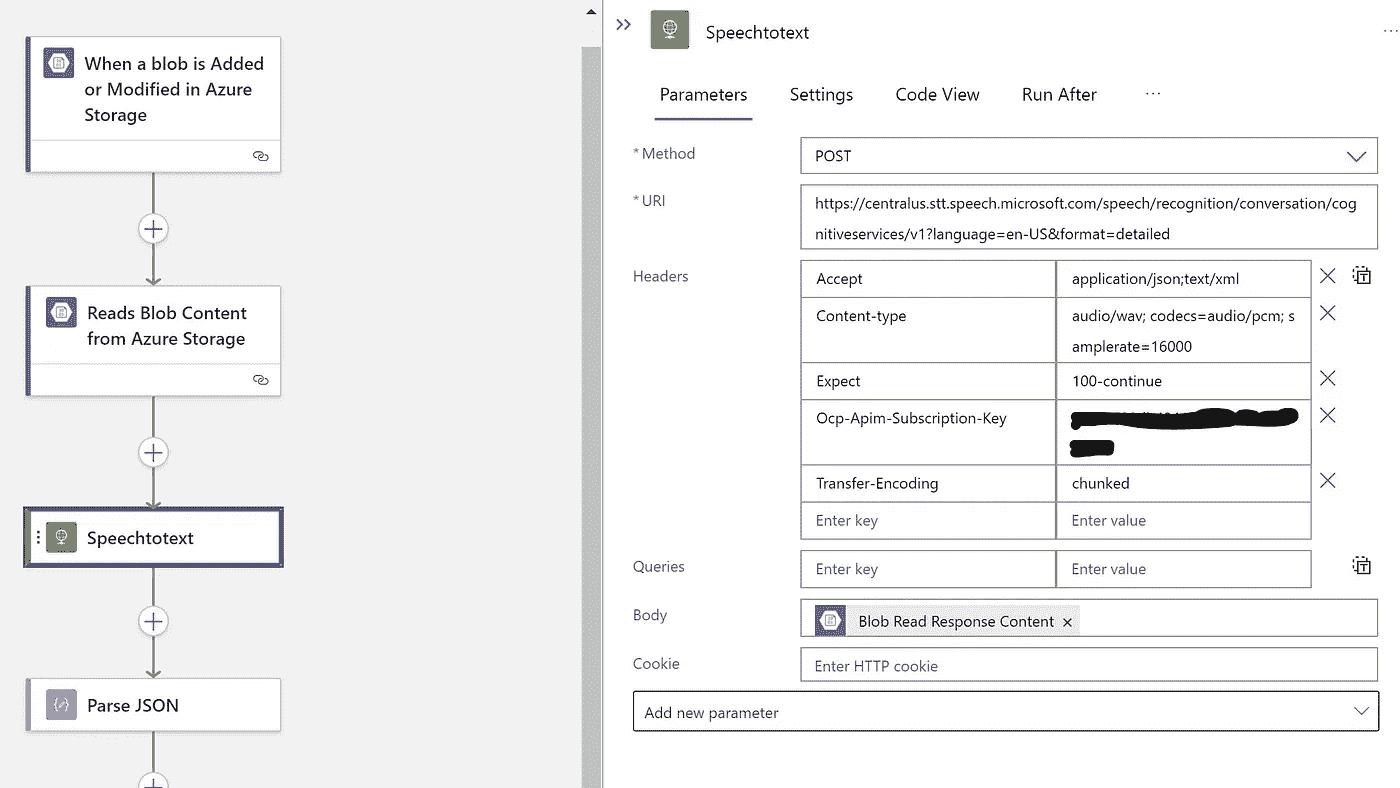 When a blob is Added
or Modified in Azure
Storage
Reads Blob Content
from Azure Storage
Speechtotext
Parse JSON
Speechtotext
Parameters
Settings
Code View
Run After
...
* Method
POST
* URI
https://centralus.stt.speech.microsoft.com/speech/recognition/conversation/cog
nitiveservices/v1?language=en-US&format=detailed
Headers
Accept
application/json;text/xml
Content-type
audio/wav; codecs=audio/pcm; s
amplerate=16000
Expect
100-continue
Ocp-Apim-Subscription-Key
Transfer-Encoding
chunked
Enter key
Enter value
Queries
Enter key
Enter value
Body
Blob Read Response Content
Cookie
Enter HTTP cookie
Add new parameter